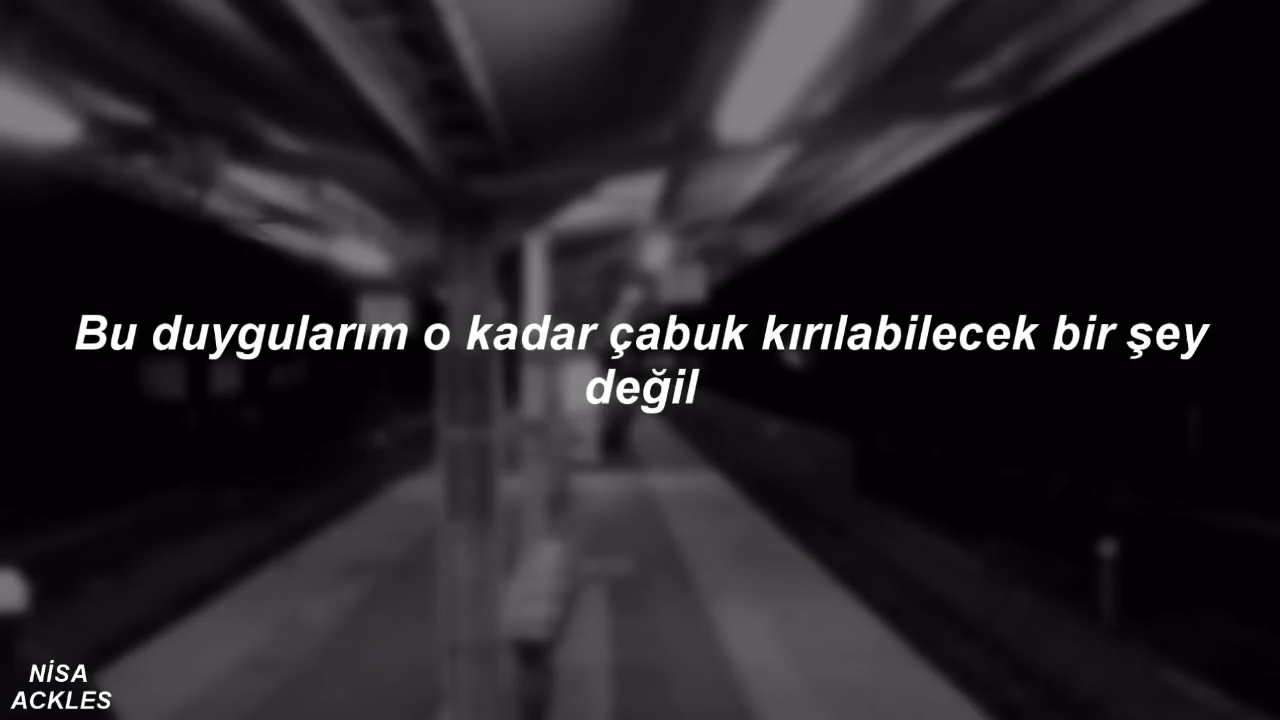 Bu duygularım o kadar çabuk kırılabilecek bir şey
değil
NİSA
ACKLES